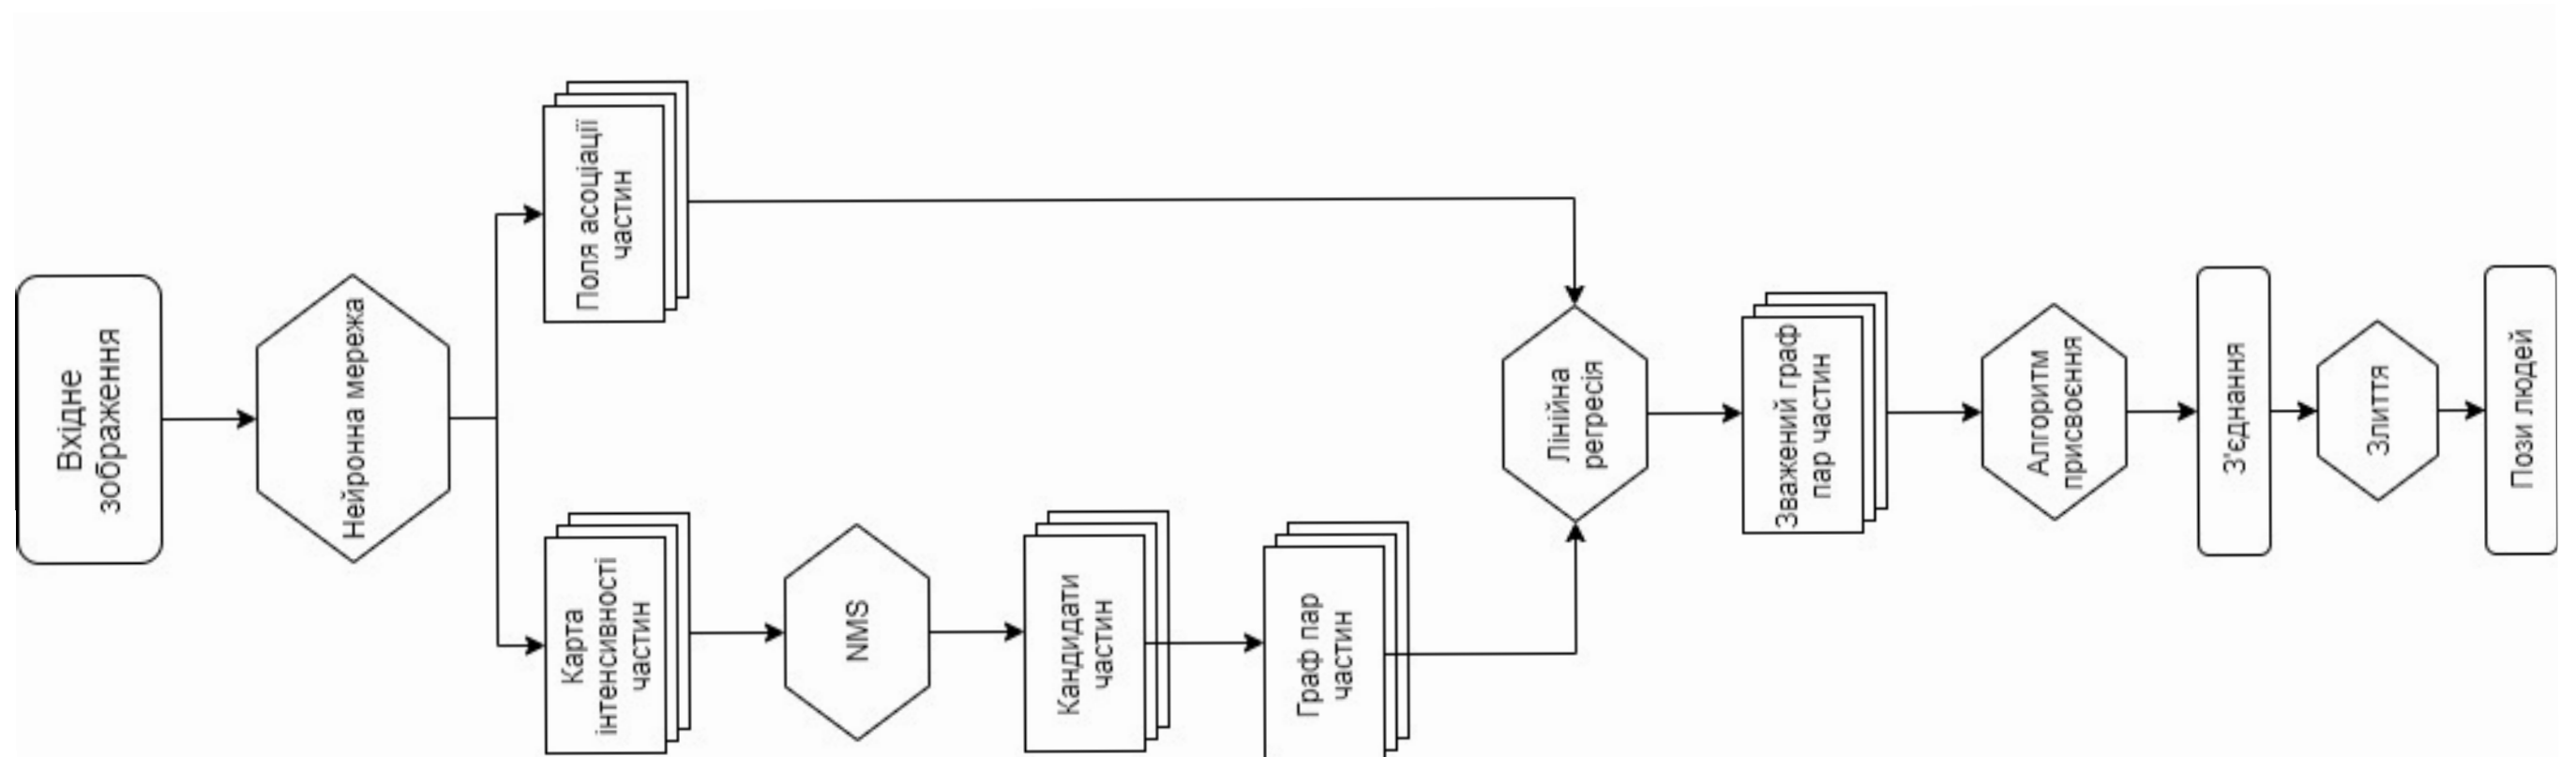 Вхідне
зображення
Нейронна мережа
Поля асоціації
частин
Карта
інтенсивності
частин
NMS
Кандидати
частин
Граф пар
частин
Лінійна
регресія
Зважений граф
пар частин
Алгоритм
присвоєння
З'єднання
Злиття
Пози людей